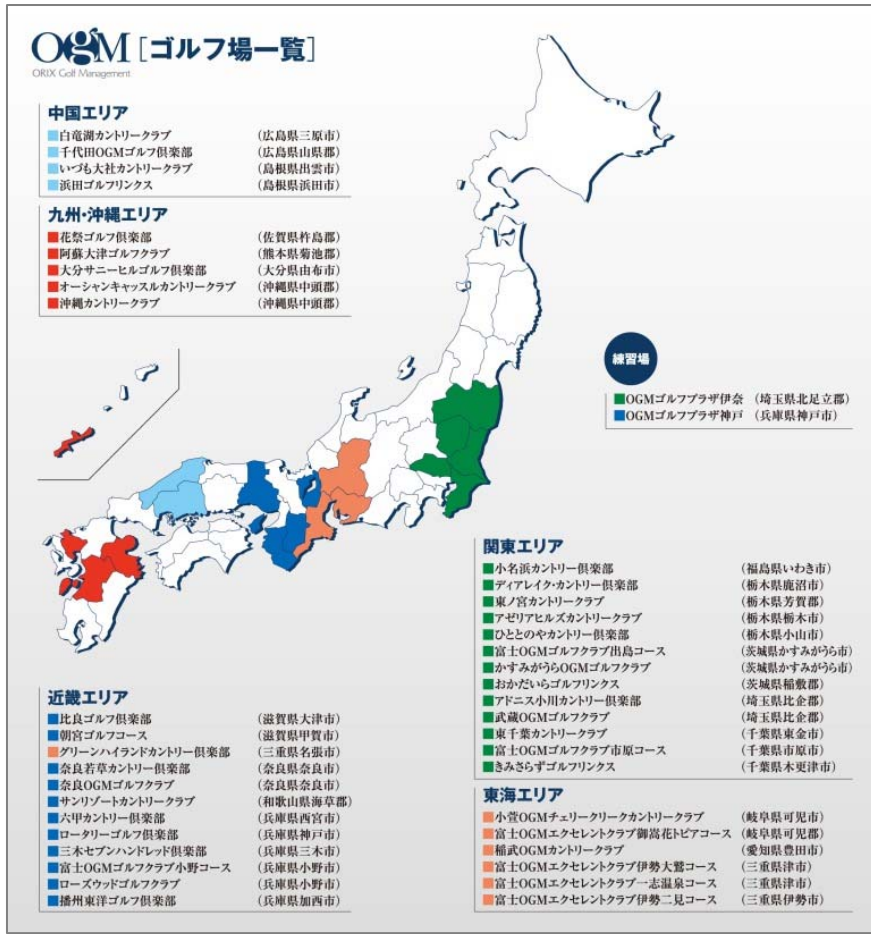 OGM［ゴルフ場一覧］
ORIX Golf Management
中国エリア
白竜湖カントリークラブ （広島県三原市）
千代田OGMゴルフ倶楽部 （広島県山県郡）
いづも大社カントリークラブ （島根県出雲市）
浜田ゴルフリンクス （島根県浜田市）
九州・沖縄エリア
花祭ゴルフ倶楽部 （佐賀県杵島郡）
阿蘇大津ゴルフクラブ （熊本県菊池郡）
大分サニーヒルゴルフ倶楽部 （大分県由布市）
オーシャンキャッスルカントリークラブ （沖縄県中頭郡）
沖縄カントリークラブ （沖縄県中頭郡）
練習場
OGMゴルフプラザ伊奈 （埼玉県北足立郡）
OGMゴルフプラザ神戸 （兵庫県神戸市）
関東エリア
小名浜カントリー倶楽部 （福島県いわき市）
ディアレイク・カントリー倶楽部 （栃木県鹿沼市）
東ノ宮カントリークラブ （栃木県芳賀郡）
アゼリアヒルズカントリークラブ （栃木県栃木市）
ひととのやカントリー倶楽部 （栃木県小山市）
富士OGMゴルフクラブ出島コース （茨城県かすみがうら市）
かすみがうらOGMゴルフクラブ （茨城県かすみがうら市）
おかだいらゴルフリンクス （茨城県稲敷郡）
アドニス小川カントリー倶楽部 （埼玉県比企郡）
武蔵OGMゴルフクラブ （埼玉県比企郡）
東千葉カントリークラブ （千葉県東金市）
富士OGMゴルフクラブ市原コース （千葉県市原市）
きみさらずゴルフリンクス （千葉県木更津市）
近畿エリア
比良ゴルフ倶楽部 （滋賀県大津市）
朝宮ゴルフコース （滋賀県甲賀市）
グリーンハイランドカントリー倶楽部 （三重県名張市）
奈良若草カントリー倶楽部 （奈良県奈良市）
奈良OGMゴルフクラブ （奈良県奈良市）
サンリゾートカントリークラブ （和歌山県海草郡）
六甲カントリー倶楽部 （兵庫県西宮市）
ロータリーゴルフ倶楽部 （兵庫県神戸市）
三木セブンハンドレッド倶楽部 （兵庫県三木市）
富士OGMゴルフクラブ小野コース （兵庫県小野市）
ローズウッドゴルフクラブ （兵庫県小野市）
播州東洋ゴルフ倶楽部 （兵庫県加西市）
東海エリア
小萱OGMチェリークリークカントリークラブ （岐阜県可児市）
富士OGMエクセレントクラブ御嵩花トピアコース （岐阜県可児郡）
稲武OGMカントリークラブ （愛知県豊田市）
富士OGMエクセレントクラブ伊勢大鷲コース （三重県津市）
富士OGMエクセレントクラブ一志温泉コース （三重県津市）
富士OGMエクセレントクラブ伊勢二見コース （三重県伊勢市）